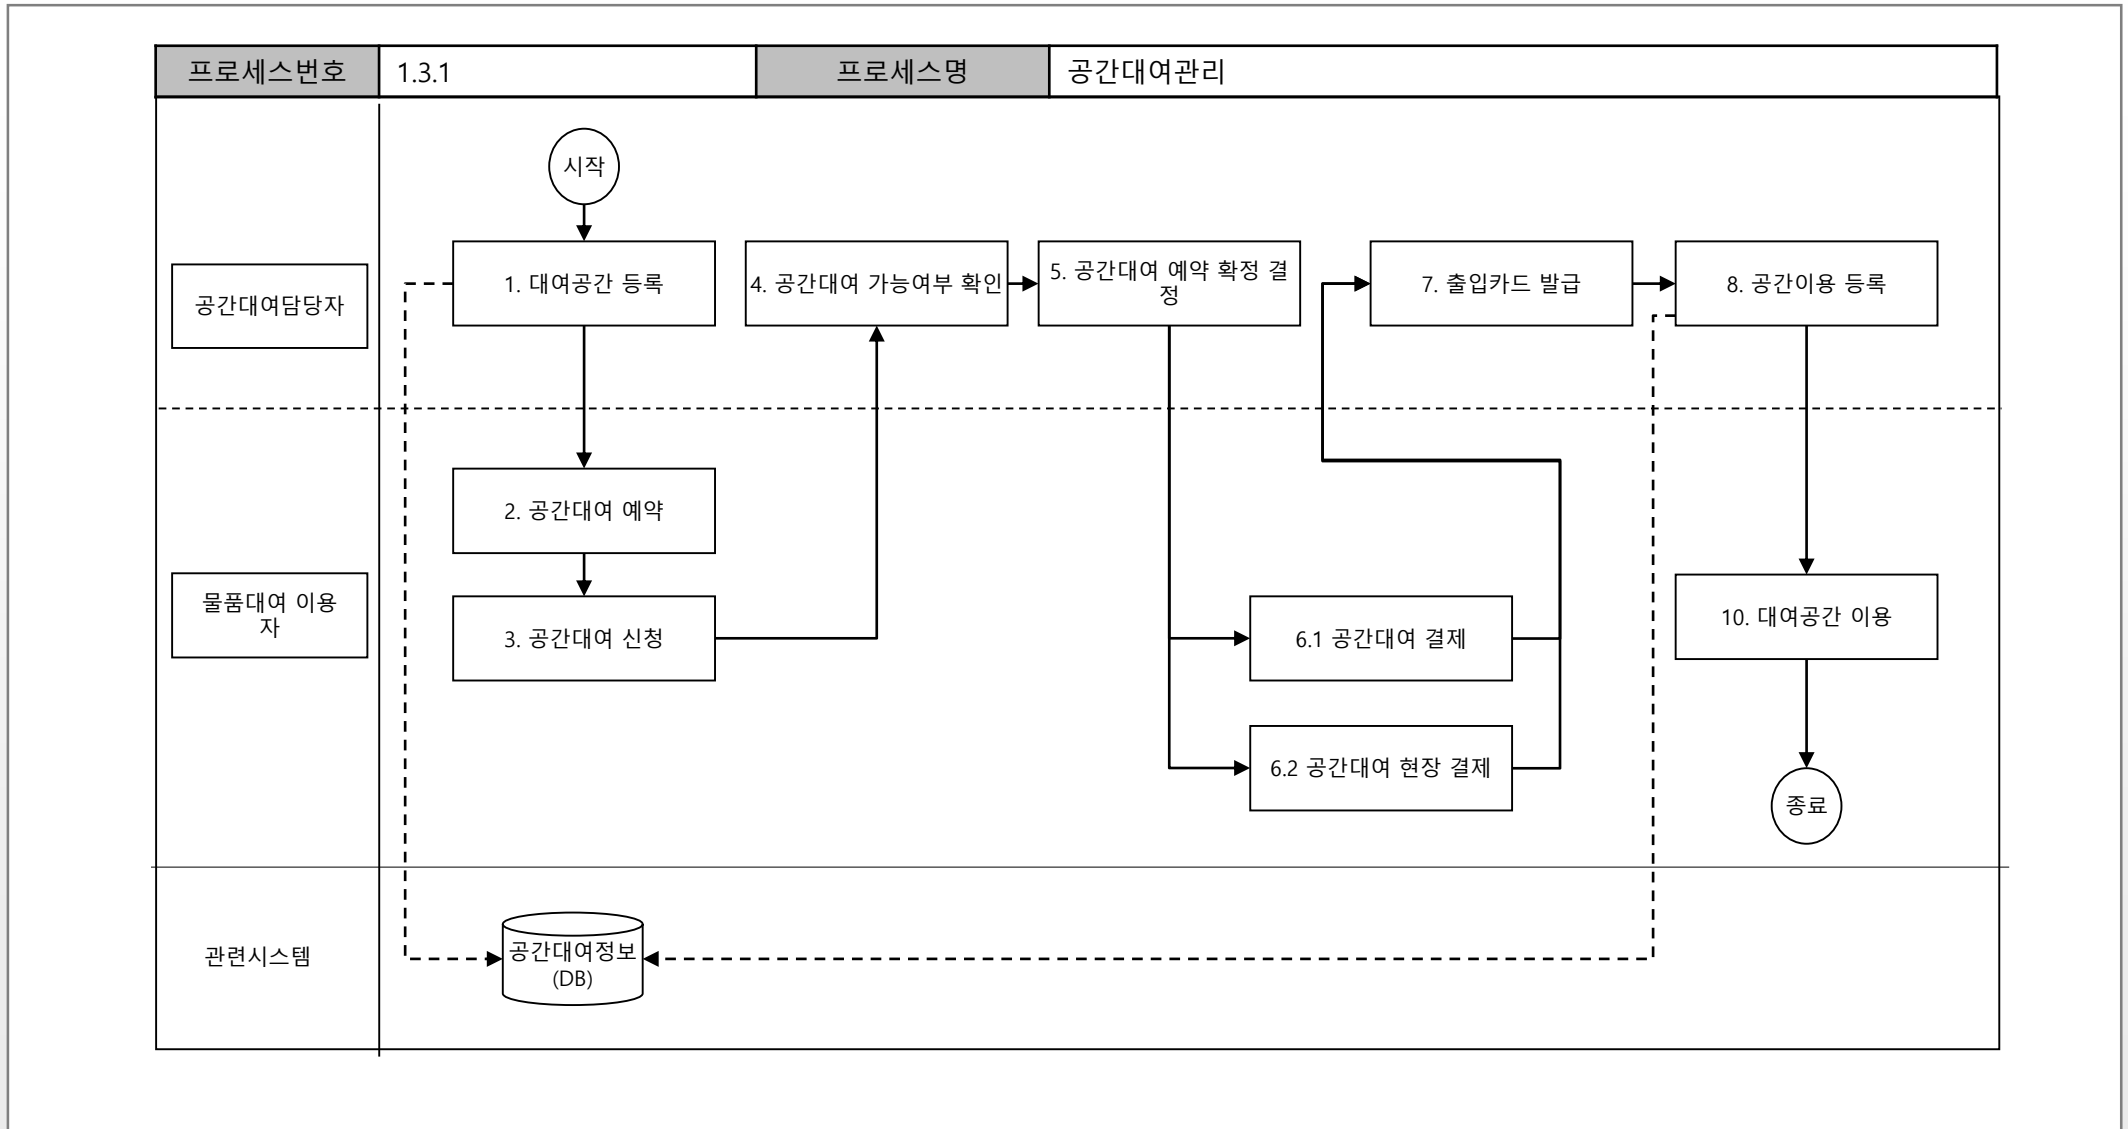 프로세스번호
1.3.1
프로세스명
공간대여관리
시작
공간대여담당자
1. 대여공간 등록
4. 공간대여 가능여부 확인
5. 공간대여 예약 확정 결
정
7. 출입카드 발급
8. 공간이용 등록
물품대여 이용
자
2. 공간대여 예약
3. 공간대여 신청
6.1 공간대여 결제
6.2 공간대여 현장 결제
10. 대여공간 이용
종료
관련시스템
공간대여정보
(DB)